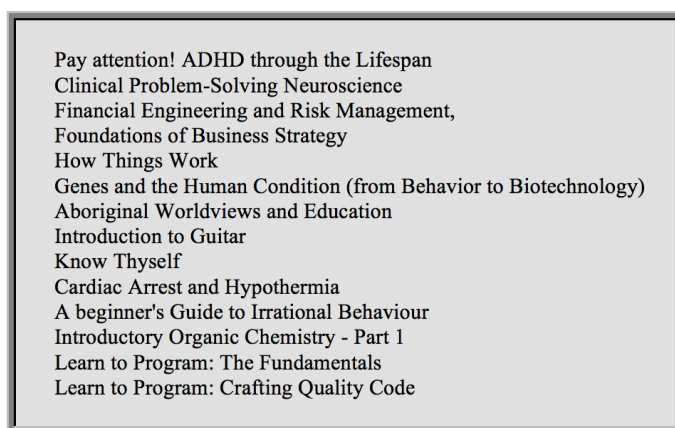 Pay attention! ADHD through the Lifespan
Clinical Problem-Solving Neuroscience
Financial Engineering and Risk Management,
Foundations of Business Strategy
How Things Work
Genes and the Human Condition (from Behavior to Biotechnology)
Aboriginal Worldviews and Education
Introduction to Guitar
Know Thyself
Cardiac Arrest and Hypothermia
A beginner's Guide to Irrational Behaviour
Introductory Organic Chemistry - Part 1
Learn to Program: The Fundamentals
Learn to Program: Crafting Quality Code